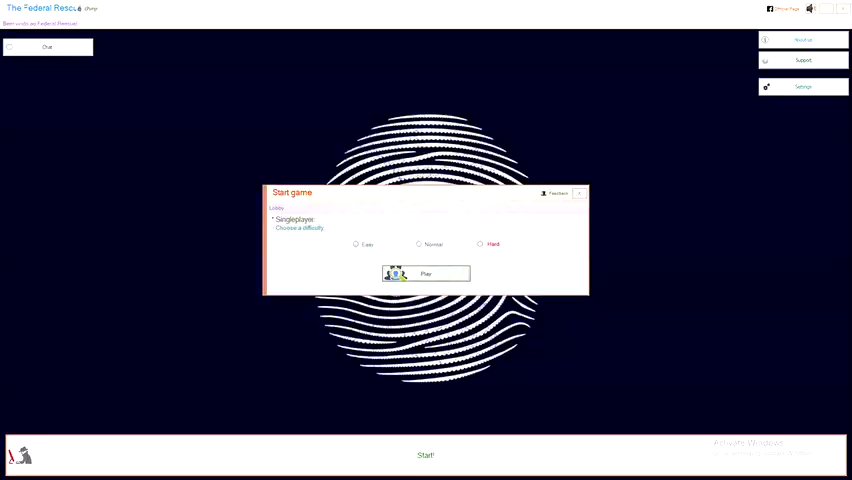 The Federal Rescue
Official Page
Chat
About us
Support
Settings
Start game
Feedback
Lobby
Singleplayer:
Choose a difficulty
Easy
Normal
Hard
Play
Activate Windows
Start!